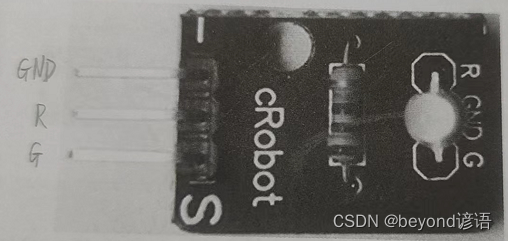 GND
R
G
−
S
cRobot
R GND G
CSDN @beyond谚语